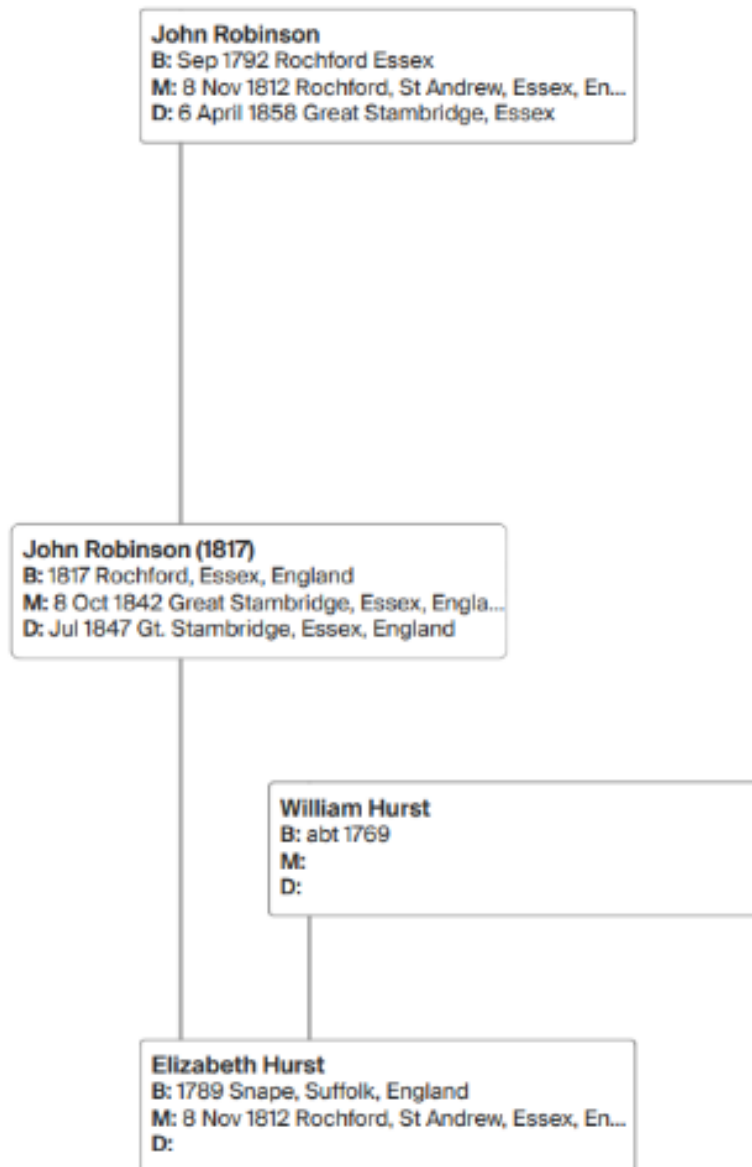 John Robinson
B: Sep 1792 Rochford Essex
M: 8 Nov 1812 Rochford, St Andrew, Essex, En...
D: 6 April 1858 Great Stambridge, Essex
John Robinson (1817)
B: 1817 Rochford, Essex, England
M: 8 Oct 1842 Great Stambridge, Essex, Engla...
D: Jul 1847 Gt. Stambridge, Essex, England
William Hurst
B: abt 1769
M:
D:
Elizabeth Hurst
B: 1789 Snape, Suffolk, England
M: 8 Nov 1812 Rochford, St Andrew, Essex, En...
D: